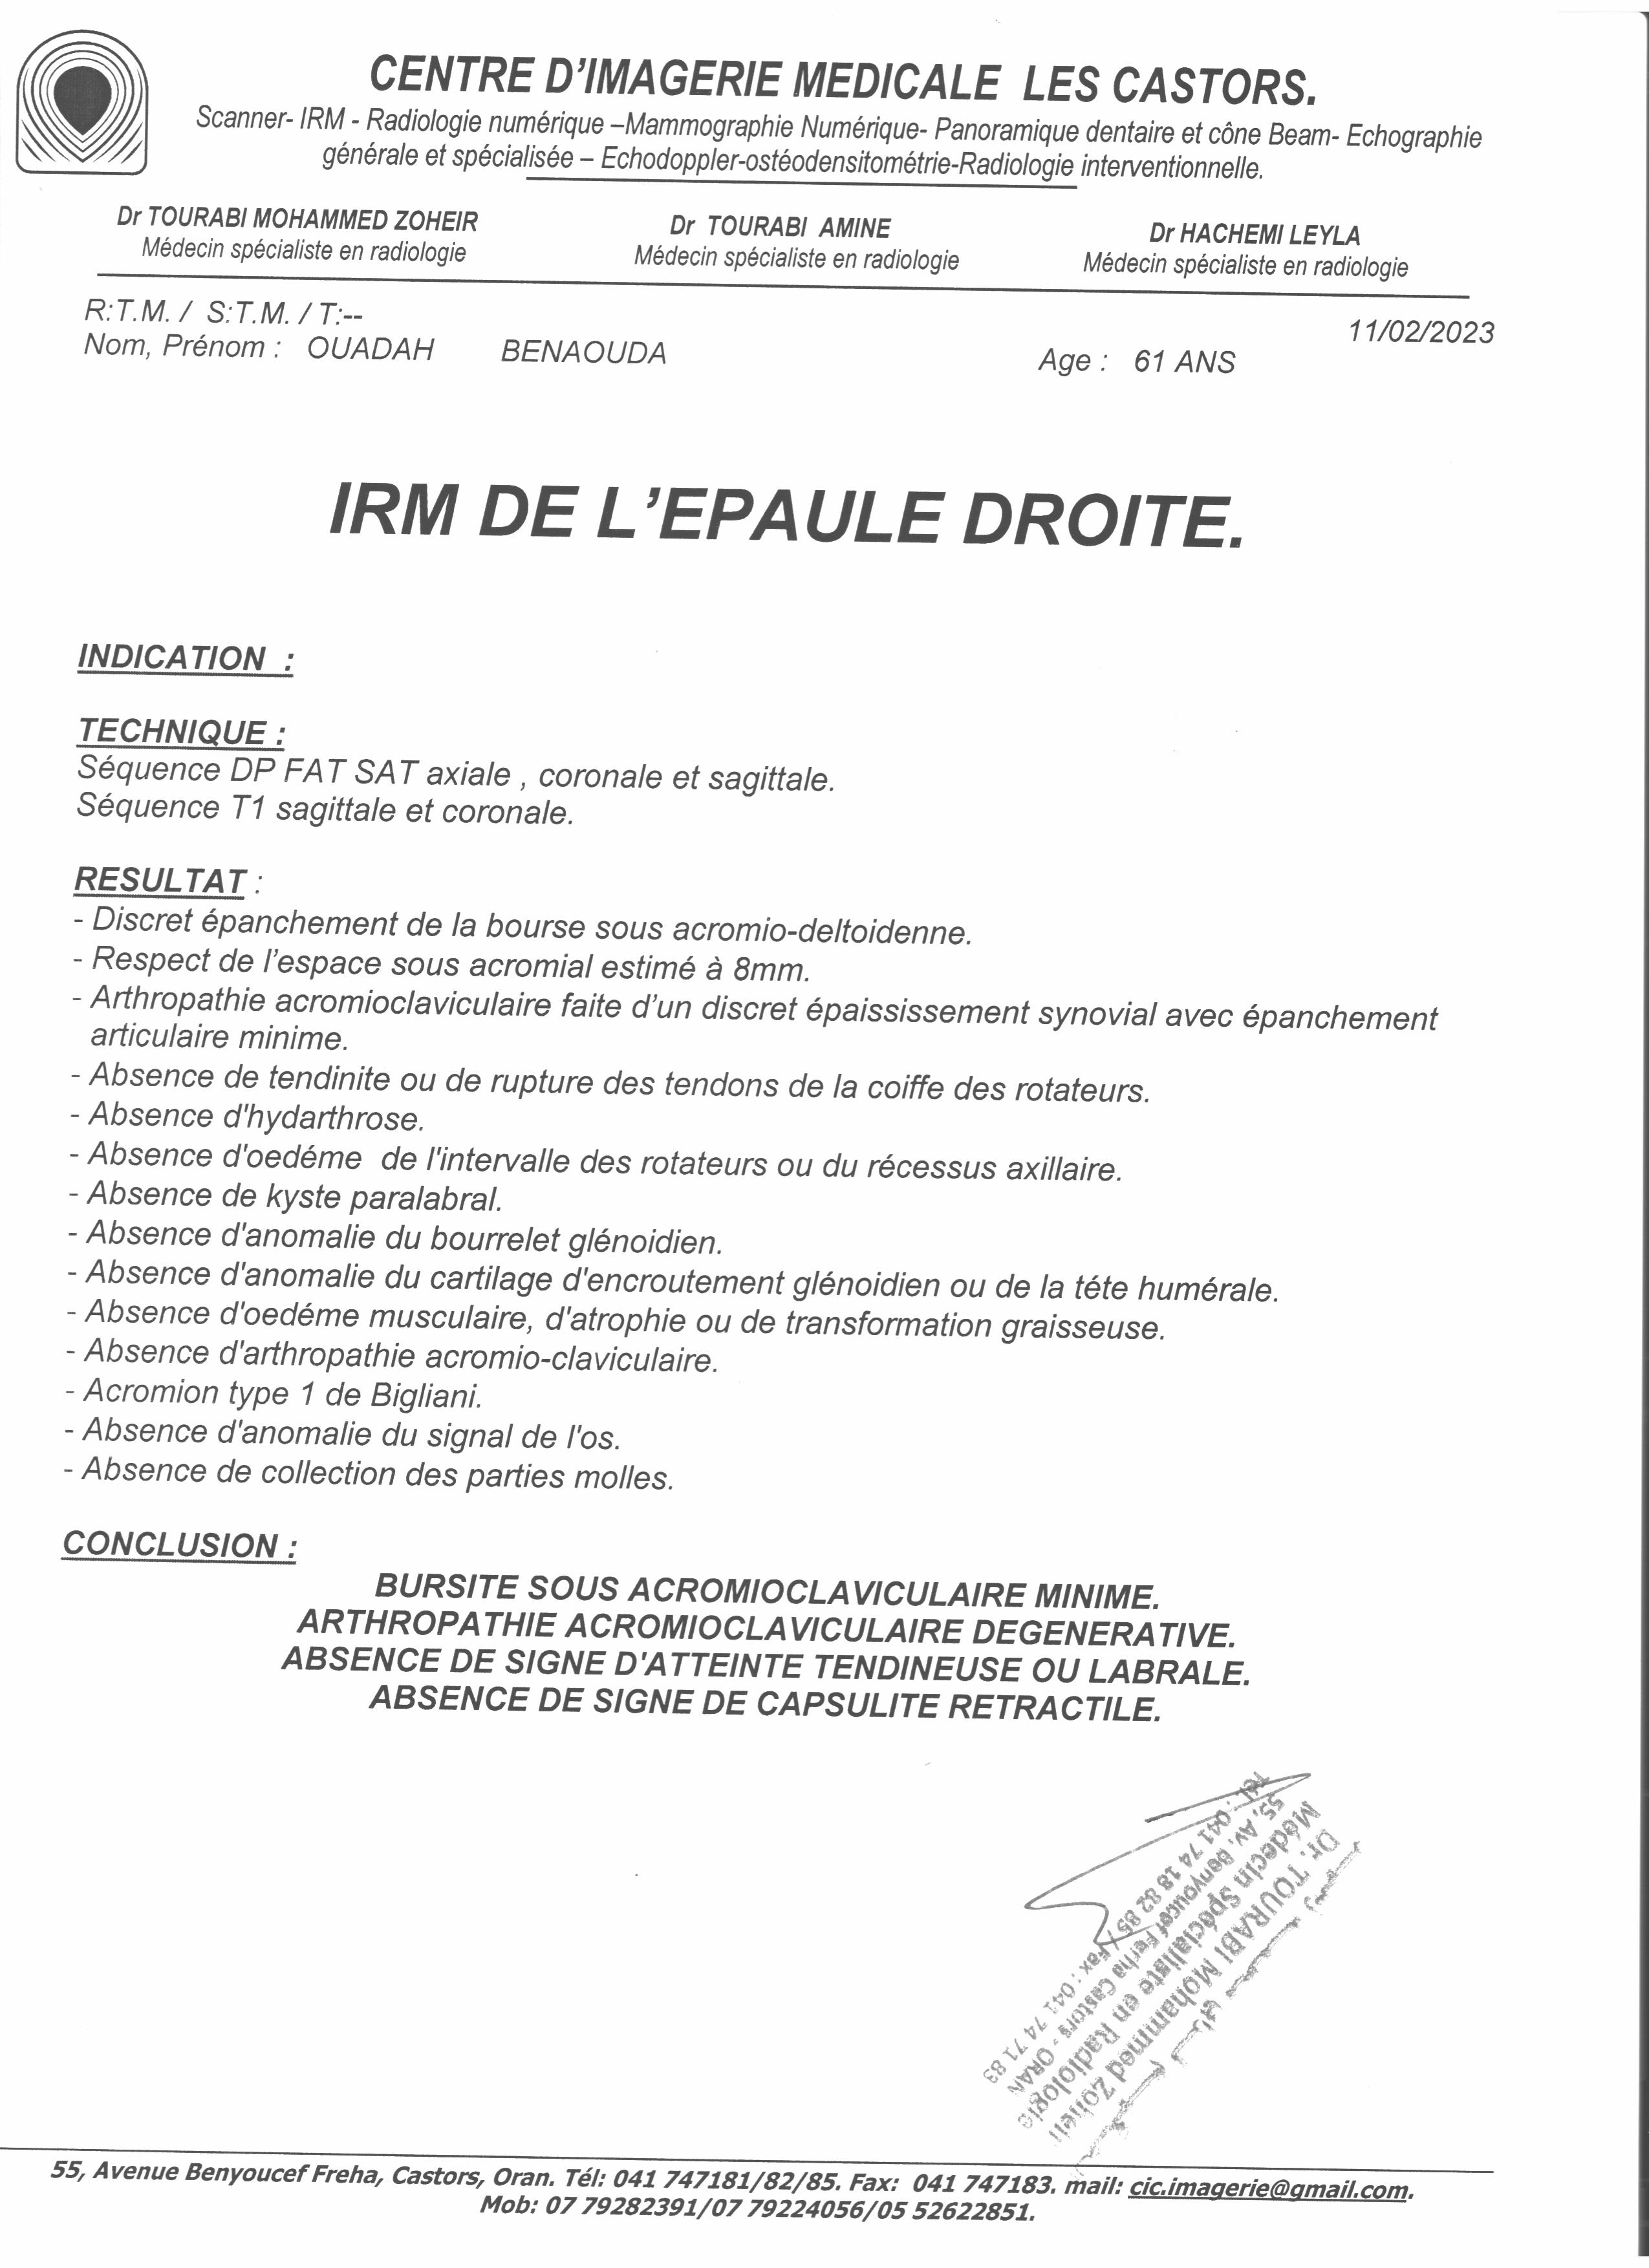 CENTRE D'IMAGERIE MEDICALE LES CASTORS.
Scanner- IRM - Radiologie numérique –Mammographie Numérique- Panoramique dentaire et cône Beam- Echographie
générale et spécialisée – Echodoppler-ostéodensitométrie-Radiologie interventionnelle.
Dr TOURABI MOHAMMED ZOHEIR Dr TOURABI AMINE Dr HACHEMI LEYLA
Médecin spécialiste en radiologie Médecin spécialiste en radiologie Médecin spécialiste en radiologie
R:T.M. / S:T.M. / T:--
11/02/2023
Nom, Prénom : OUADAH BENAOUDA Age : 61 ANS
IRM DE L'EPAULE DROITE.
INDICATION :
TECHNIQUE :
Séquence DP FAT SAT axiale , coronale et sagittale.
Séquence T1 sagittale et coronale.
RESULTAT :
- Discret épanchement de la bourse sous acromio-deltoidenne.
- Respect de l'espace sous acromial estimé à 8mm.
- Arthropathie acromioclaviculaire faite d'un discret épaississement synovial avec épanchement
articulaire minime.
- Absence de tendinite ou de rupture des tendons de la coiffe des rotateurs.
- Absence d'hydarthrose.
- Absence d'oedéme de l'intervalle des rotateurs ou du récessus axillaire.
- Absence de kyste paralabral.
- Absence d'anomalie du bourrelet glénoidien.
- Absence d'anomalie du cartilage d'encroutement glénoidien ou de la téte humérale.
- Absence d'oedéme musculaire, d'atrophie ou de transformation graisseuse.
- Absence d'arthropathie acromio-claviculaire.
- Acromion type 1 de Bigliani.
- Absence d'anomalie du signal de l'os.
- Absence de collection des parties molles.
CONCLUSION :
BURSITE SOUS ACROMIOCLAVICULAIRE MINIME.
ARTHROPATHIE ACROMIOCLAVICULAIRE DEGENERATIVE.
ABSENCE DE SIGNE D'ATTEINTE TENDINEUSE OU LABRALE.
ABSENCE DE SIGNE DE CAPSULITE RETRACTILE.
Dr. TOURABI Mohammed Zoheir
Médecin Spécialiste en Radiologie
55, Av. Benyoucef Ferha Castors - ORAN
Tél : 041 74 18 82 85 / Fax : 041 74 71 83
55, Avenue Benyoucef Freha, Castors, Oran. Tél: 041 747181/82/85. Fax: 041 747183. mail: cic.imagerie@gmail.com.
Mob: 07 79282391/07 79224056/05 52622851.